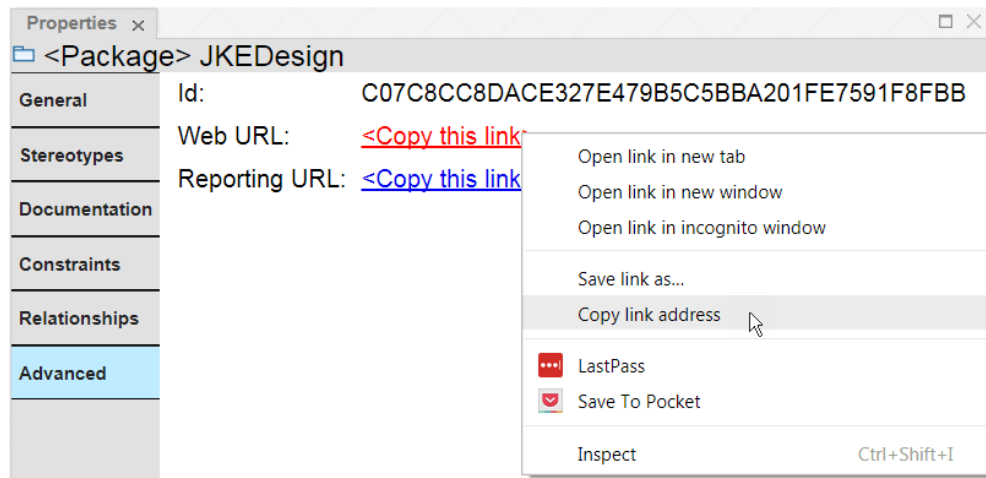 Properties
<Package> JKEDesign
General
Stereotypes
Documentation
Constraints
Relationships
Advanced
Id: C07C8CC8DACE327E479B5C5BBA201FE7591F8FBB
Web URL: <Copy this link>
Reporting URL: <Copy this link
Open link in new tab
Open link in new window
Open link in incognito window
Save link as...
Copy link address
LastPass
Save To Pocket
Inspect Ctrl+Shift+I